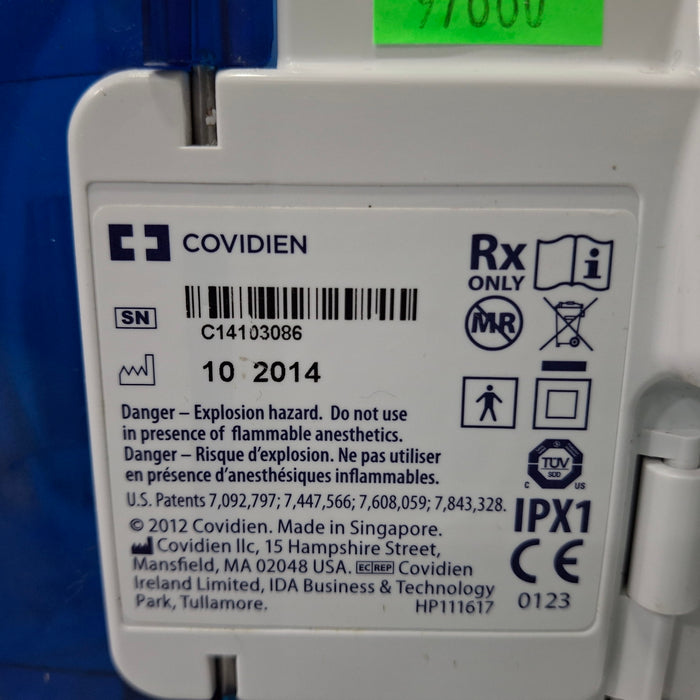 COVIDIEN
Rx
ONLY
SN
C14103086
MR
10 2014
Danger – Explosion hazard. Do not use
in presence of flammable anesthetics.
Danger – Risque d'explosion. Ne pas utiliser
en présence d'anesthésiques inflammables.
TÜV
SÜD
C US
U.S. Patents 7,092,797; 7,447,566; 7,608,059; 7,843,328.
IPX1
© 2012 Covidien. Made in Singapore.
Covidien llc, 15 Hampshire Street,
Mansfield, MA 02048 USA. EC REP Covidien
Ireland Limited, IDA Business & Technology
Park, Tullamore.
HP111617
CE
0123